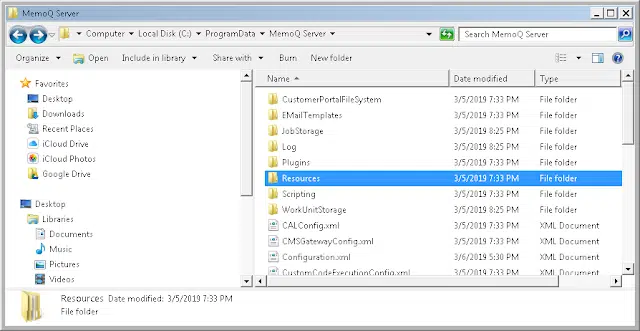 MemoQ Server
Computer Local Disk (C:) ProgramData MemoQ Server Search MemoQ Server
Organize Open Include in library Share with Burn New folder
Favorites
Desktop
Downloads
Recent Places
iCloud Drive
iCloud Photos
Google Drive
Desktop
Libraries
Documents
Music
Pictures
Videos
Name Date modified Type
CustomerPortalFileSystem 3/5/2019 7:33 PM File folder
EMailTemplates 3/5/2019 7:33 PM File folder
JobStorage 3/5/2019 8:25 PM File folder
Log 3/5/2019 8:25 PM File folder
Plugins 3/5/2019 7:33 PM File folder
Resources 3/5/2019 7:33 PM File folder
Scripting 3/5/2019 7:33 PM File folder
WorkUnitStorage 3/5/2019 8:25 PM File folder
CALConfig.xml 3/5/2019 7:33 PM XML Document
CMSGatewayConfig.xml 3/5/2019 7:33 PM XML Document
Configuration.xml 3/6/2019 5:30 PM XML Document
CustomCodeExecutionConfig.xml 3/5/2019 7:33 PM XML Document
Resources Date modified: 3/5/2019 7:33 PM
File folder